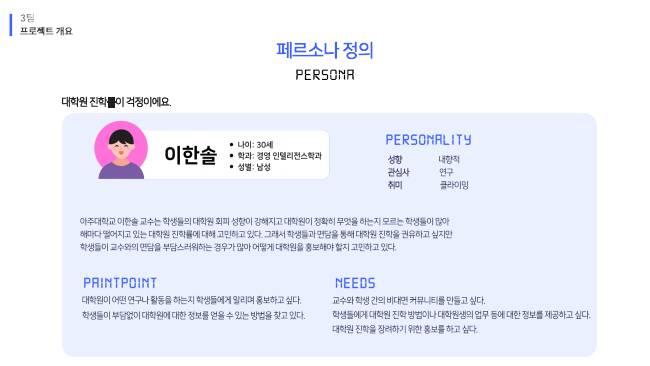 3팀
프로젝트 개요
페르소나 정의
PERSONA
대학원 진학률이 걱정이에요.
이한솔
• 나이: 30세
• 학과: 경영 인텔리전스학과
• 성별: 남성
PERSONALITY
성향 내향적
관심사 연구
취미 클라이밍
아주대학교 이한솔 교수는 학생들의 대학원 회피 성향이 강해지고 대학원이 정확히 무엇을 하는지 모르는 학생들이 많아
해마다 떨어지고 있는 대학원 진학률에 대해 고민하고 있다. 그래서 학생들과 면담을 통해 대학원 진학을 권유하고 싶지만
학생들이 교수와의 면담을 부담스러워하는 경우가 많아 어떻게 대학원을 홍보해야 할지 고민하고 있다.
PAINTPOINT
대학원이 어떤 연구나 활동을 하는지 학생들에게 알리며 홍보하고 싶다.
학생들이 부담없이 대학원에 대한 정보를 얻을 수 있는 방법을 찾고 있다.
NEEDS
교수와 학생 간의 비대면 커뮤니티를 만들고 싶다.
학생들에게 대학원 진학 방법이나 대학원생의 업무 등에 대한 정보를 제공하고 싶다.
대학원 진학을 장려하기 위한 홍보를 하고 싶다.